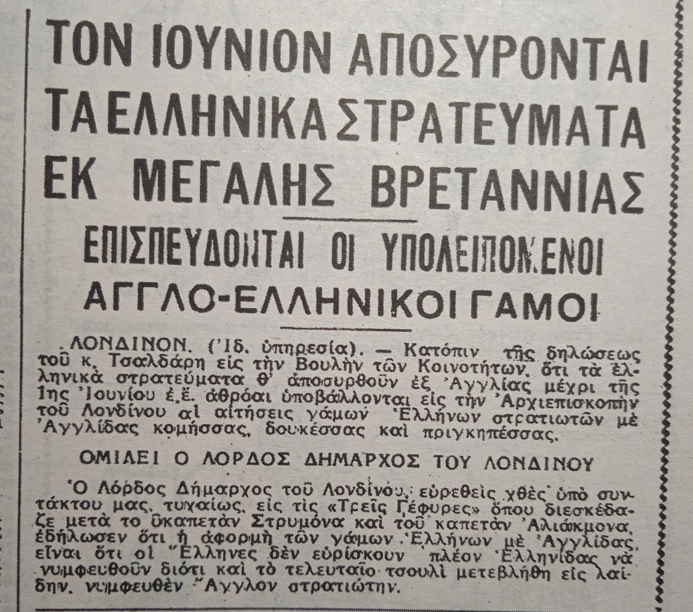 ΤΟΝ ΙΟΥΝΙΟΝ ΑΠΟΣΥΡΟΝΤΑΙ
ΤΑ ΕΛΛΗΝΙΚΑ ΣΤΡΑΤΕΥΜΑΤΑ
ΕΚ ΜΕΓΑΛΗΣ ΒΡΕΤΑΝΝΙΑΣ
ΕΠΙΣΠΕΥΔΟΝΤΑΙ ΟΙ ΥΠΟΛΕΙΠΟΜΕΝΟΙ
ΑΓΓΛΟ-ΕΛΛΗΝΙΚΟΙ ΓΑΜΟΙ
ΛΟΝΔΙΝΟΝ. (Ἰδ. ὑπηρεσία). — Κατόπιν τῆς δηλώσεως
τοῦ κ. Τσαλδάρη εἰς τὴν Βουλὴν τῶν Κοινοτήτων, ὅτι τὰ ἑλ-
ληνικὰ στρατεύματα θ' ἀποσυρθοῦν ἐξ Ἀγγλίας μέχρι τῆς
1ης Ἰουνίου ἐ.ἔ. ἀθρόαι ὑποβάλλονται εἰς τὴν Ἀρχιεπισκοπὴν
τοῦ Λονδίνου αἱ αἰτήσεις γάμων Ἑλλήνων στρατιωτῶν μὲ
Ἀγγλίδας κομήσσας, δουκέσσας καὶ πριγκηπέσσας.
ΟΜΙΛΕΙ Ο ΛΟΡΔΟΣ ΔΗΜΑΡΧΟΣ ΤΟΥ ΛΟΝΔΙΝΟΥ
Ὁ Λόρδος Δήμαρχος τοῦ Λονδίνου, εὑρεθεὶς χθὲς ὑπὸ συν-
τάκτου μας, τυχαίως, εἰς τὶς «Τρεῖς Γέφυρες» ὅπου διεσκέδα-
ζε μετὰ το ῦκαπετὰν Στρυμόνα καὶ τοῦ καπετὰν Ἀλιάκμονα,
ἐδήλωσεν ὅτι ἡ ἀφορμὴ τῶν γάμων Ἑλλήνων μὲ Ἀγγλίδας,
εἶναι ὅτι οἱ Ἕλληνες δὲν εὑρίσκουν πλέον Ἑλληνίδας νὰ
νυμφευθοῦν διότι καὶ τὸ τελευταῖο τσουλὶ μετεβλήθη εἰς λαί-
δην, νυμφευθὲν Ἄγγλον στρατιώτην.